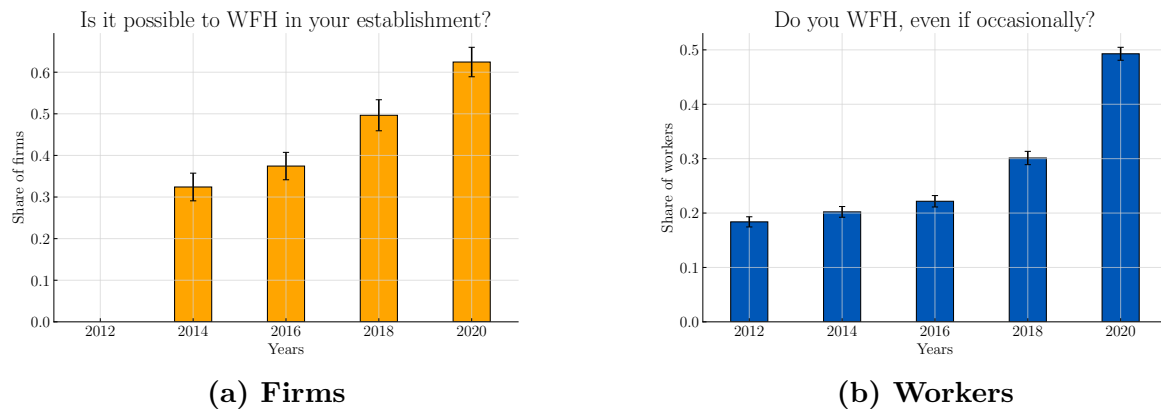 Is it possible to WFH in your establishment?
Share of firms
0.6
0.5
0.4
0.3
0.2
0.1
0.0
2012 2014 2016 2018 2020
Years
(a) Firms
Do you WFH, even if occasionally?
Share of workers
0.5
0.4
0.3
0.2
0.1
0.0
2012 2014 2016 2018 2020
Years
(b) Workers